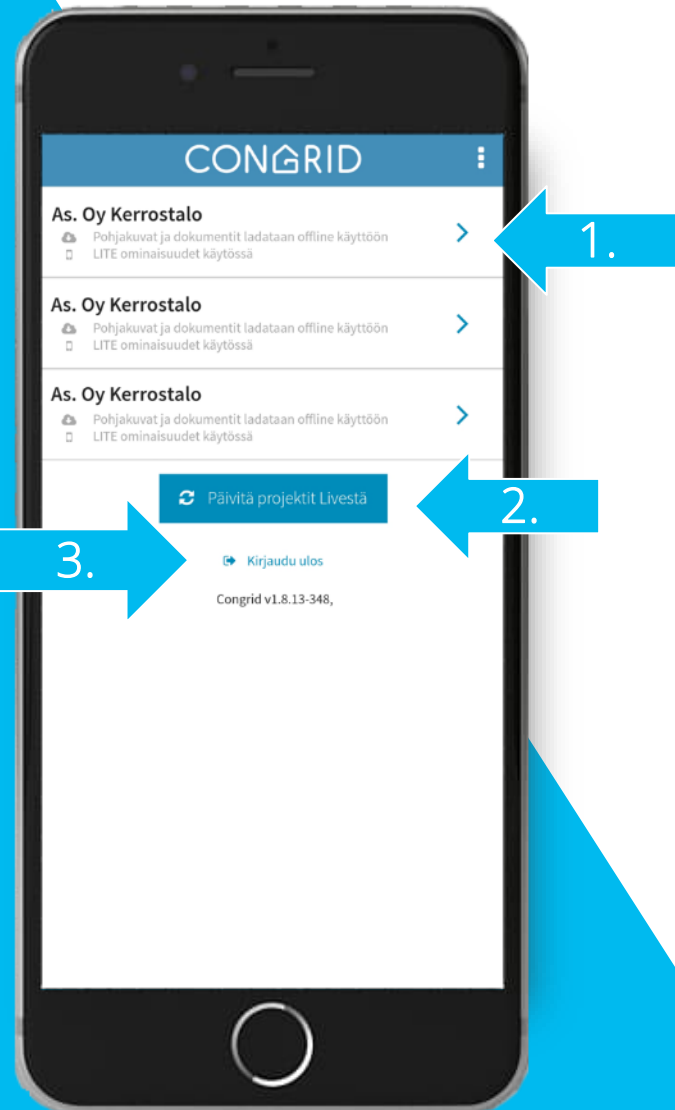 CONGRID
As. Oy Kerrostalo
Pohjakuvat ja dokumentit ladataan offline käyttöön
LITE ominaisuudet käytössä
1.
As. Oy Kerrostalo
Pohjakuvat ja dokumentit ladataan offline käyttöön
LITE ominaisuudet käytössä
As. Oy Kerrostalo
Pohjakuvat ja dokumentit ladataan offline käyttöön
LITE ominaisuudet käytössä
Päivitä projektit Livestä
2.
3.
Kirjaudu ulos
Congrid v1.8.13-348,